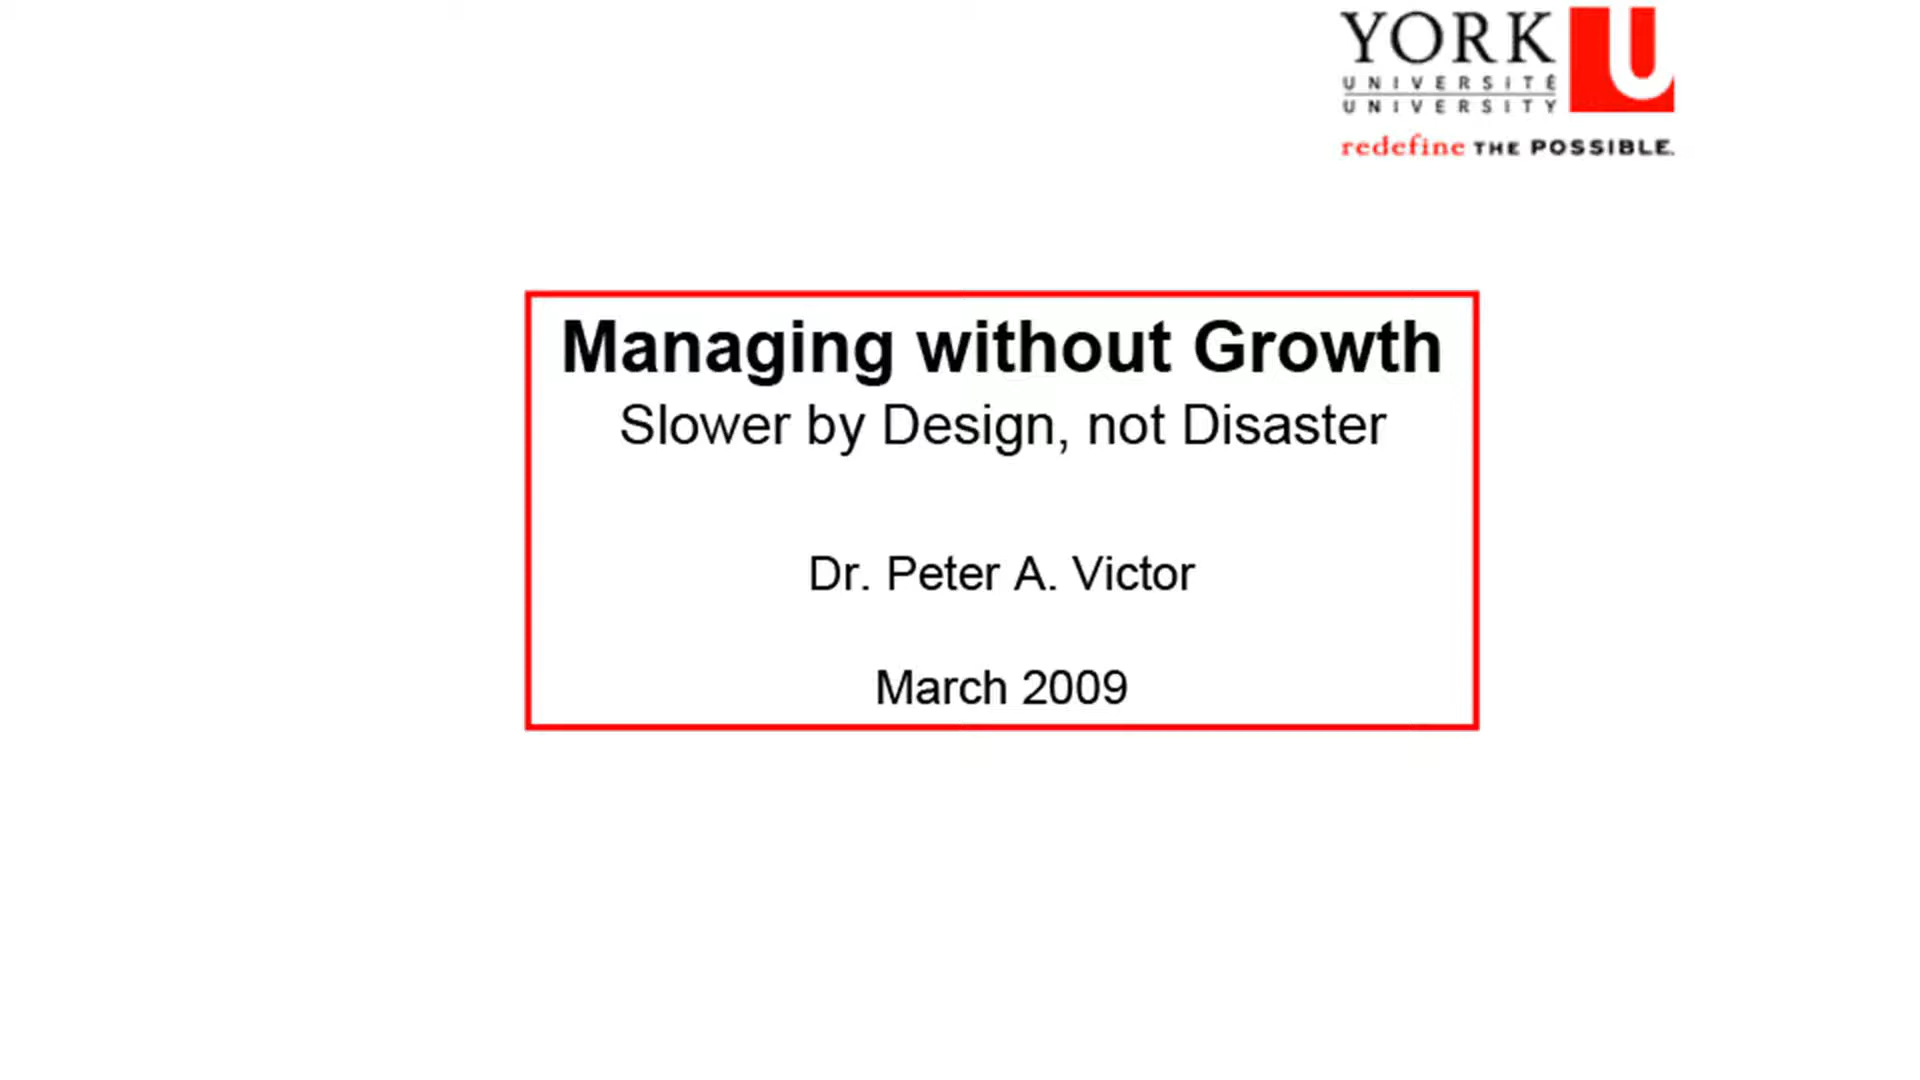 YORK U
UNIVERSITÉ
UNIVERSITY
redefine THE POSSIBLE.
Managing without Growth
Slower by Design, not Disaster
Dr. Peter A. Victor
March 2009